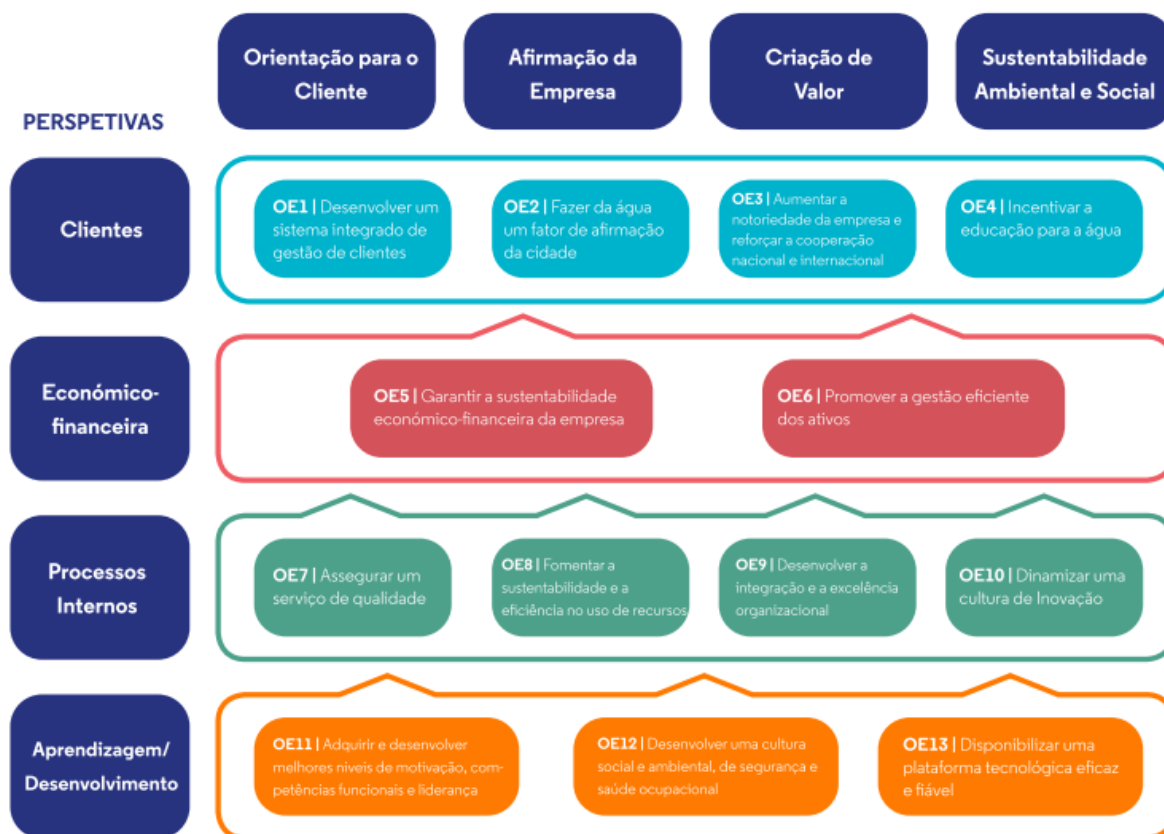 Orientação para o
Cliente
Afirmação da
Empresa
Criação de
Valor
Sustentabilidade
Ambiental e Social
PERSPETIVAS
Clientes
OE1 | Desenvolver um
sistema integrado de
gestão de clientes
OE2 | Fazer da água
um fator de afirmação
da cidade
OE3 | Aumentar a
notoriedade da empresa e
reforçar a cooperação
nacional e internacional
OE4 | Incentivar a
educação para a água
Económico-
financeira
OE5 | Garantir a sustentabilidade
económico-financeira da empresa
OE6 | Promover a gestão eficiente
dos ativos
Processos
Internos
OE7 | Assegurar um
serviço de qualidade
OE8 | Fomentar a
sustentabilidade e a
eficiência no uso de recursos
OE9 | Desenvolver a
integração e a excelência
organizacional
OE10 | Dinamizar uma
cultura de Inovação
Aprendizagem/
Desenvolvimento
OE11 | Adquirir e desenvolver
melhores níveis de motivação, com-
petências funcionais e liderança
OE12 | Desenvolver uma cultura
social e ambiental, de segurança e
saúde ocupacional
OE13 | Disponibilizar uma
plataforma tecnológica eficaz
e fiável